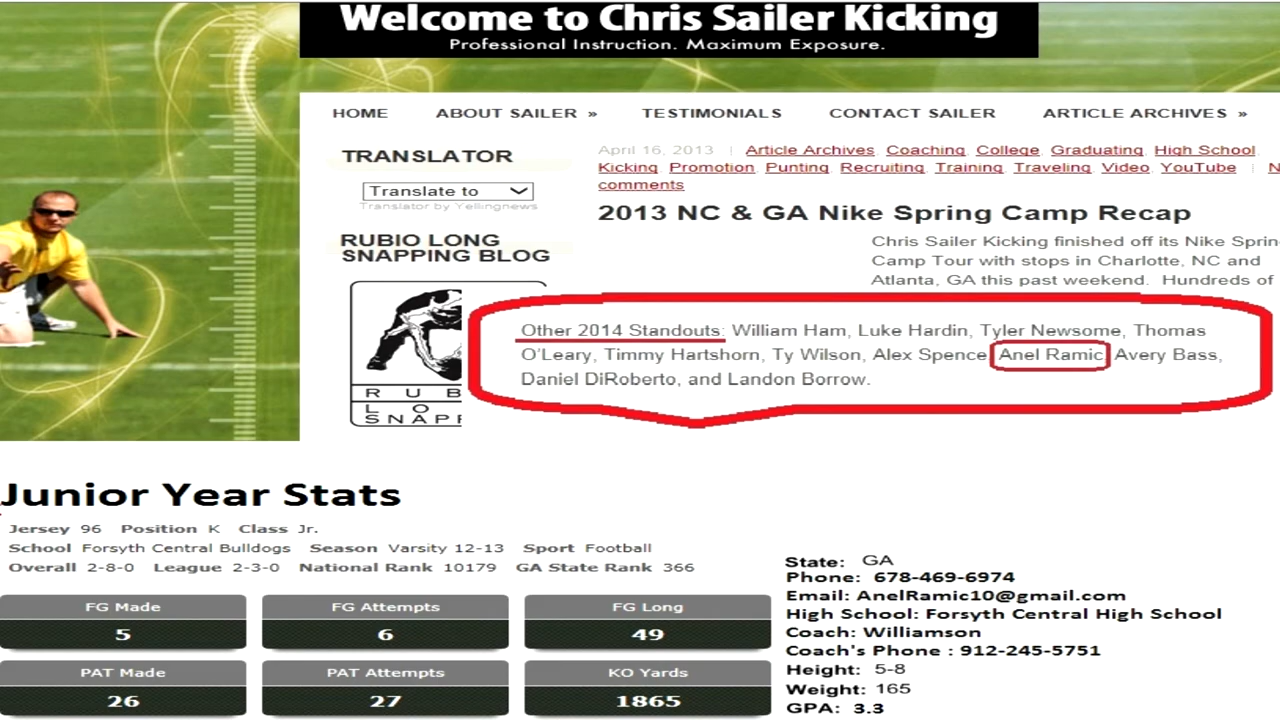 Welcome to Chris Sailer Kicking
Professional Instruction. Maximum Exposure.
HOME ABOUT SAILER » TESTIMONIALS CONTACT SAILER ARTICLE ARCHIVES »
TRANSLATOR
Translate to
Translator by Yellingnews
RUBIO LONG
SNAPPING BLOG
R U B
L O
S N A P
April 16, 2013 | Article Archives Coaching College Graduating High School
Kicking Promotion Punting Recruiting Training Traveling Video YouTube | N
comments
2013 NC & GA Nike Spring Camp Recap
Chris Sailer Kicking finished off its Nike Sprin
Camp Tour with stops in Charlotte, NC and
Atlanta, GA this past weekend. Hundreds of
Other 2014 Standouts: William Ham, Luke Hardin, Tyler Newsome, Thomas
O'Leary, Timmy Hartshorn, Ty Wilson, Alex Spence Anel Ramic, Avery Bass,
Daniel DiRoberto, and Landon Borrow.
Junior Year Stats
Jersey 96 Position K Class Jr.
School Forsyth Central Bulldogs Season Varsity 12-13 Sport Football
Overall 2-8-0 League 2-3-0 National Rank 10179 GA State Rank 366
FG Made FG Attempts FG Long
5 6 49
PAT Made PAT Attempts KO Yards
26 27 1865
State: GA
Phone: 678-469-6974
Email: AnelRamic10@gmail.com
High School: Forsyth Central High School
Coach: Williamson
Coach's Phone : 912-245-5751
Height: 5-8
Weight: 165
GPA: 3.3